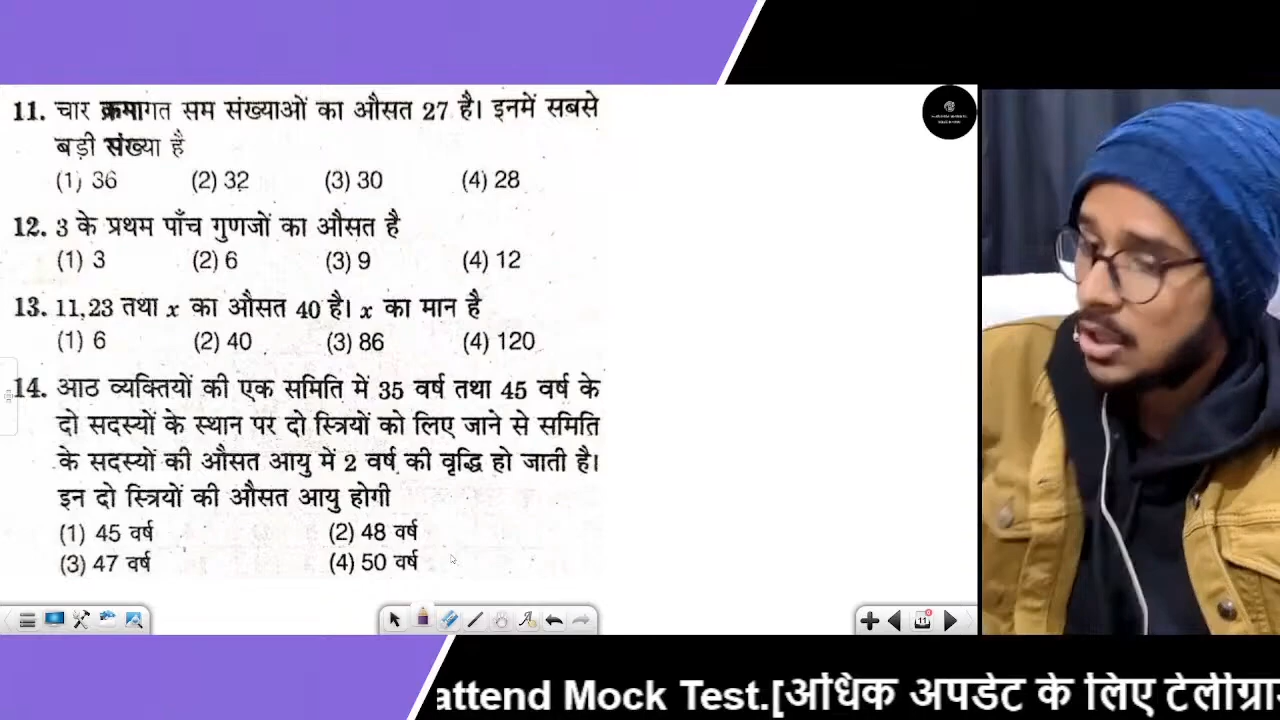 11. चार क्रमागत सम संख्याओं का औसत 27 है। इनमें सबसे
बड़ी संख्या है
(1) 36 (2) 32 (3) 30 (4) 28
12. 3 के प्रथम पाँच गुणजों का औसत है
(1) 3 (2) 6 (3) 9 (4) 12
13. 11, 23 तथा x का औसत 40 है। x का मान है
(1) 6 (2) 40 (3) 86 (4) 120
14. आठ व्यक्तियों की एक समिति में 35 वर्ष तथा 45 वर्ष के
दो सदस्यों के स्थान पर दो स्त्रियों को लिए जाने से समिति
के सदस्यों की औसत आयु में 2 वर्ष की वृद्धि हो जाती है।
इन दो स्त्रियों की औसत आयु होगी
(1) 45 वर्ष (2) 48 वर्ष
(3) 47 वर्ष (4) 50 वर्ष
11
attend Mock Test.[अधिक अपडेट के लिए टेलीग्रा